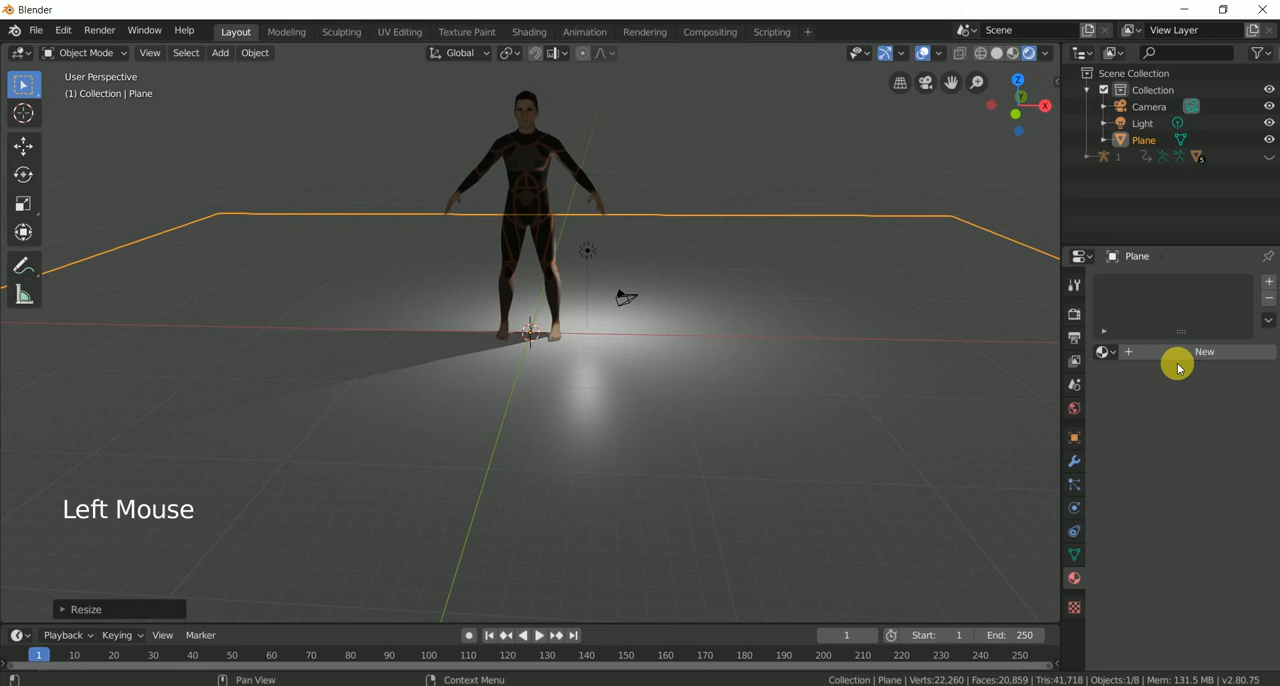 Blender
File Edit Render Window Help Layout Modeling Sculpting UV Editing Texture Paint Shading Animation Rendering Compositing Scripting + Scene View Layer
Object Mode View Select Add Object Global
User Perspective
(1) Collection | Plane
X
Y
Z
Scene Collection
Collection
Camera
Light
Plane
1
5
Plane
New
Left Mouse
Resize
Playback Keying View Marker 1 Start: 1 End: 250
1 10 20 30 40 50 60 70 80 90 100 110 120 130 140 150 160 170 180 190 200 210 220 230 240 250
Pan View Context Menu Collection | Plane | Verts:22,260 | Faces:20,859 | Tris:41,718 | Objects:1/8 | Mem: 131.5 MB | v2.80.75